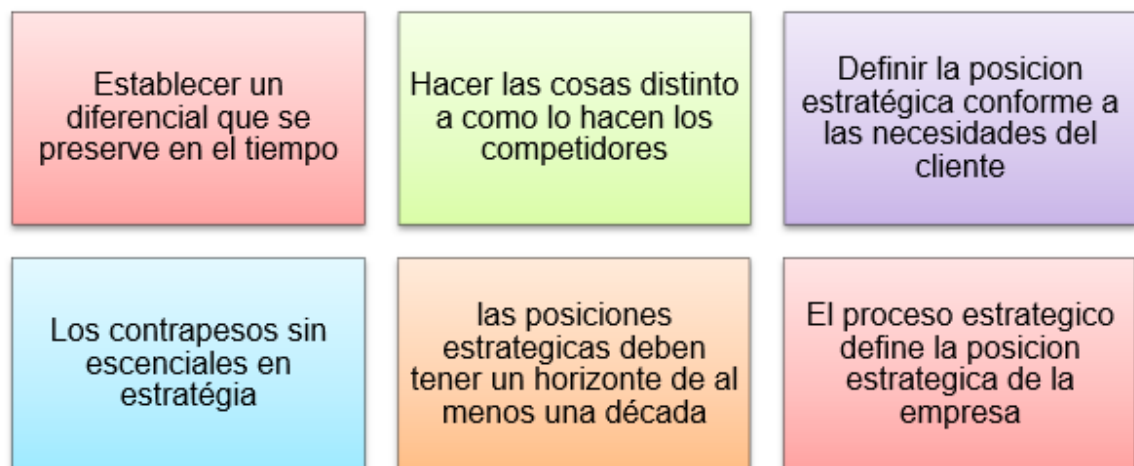 Establecer un
diferencial que se
preserve en el tiempo
Hacer las cosas distinto
a como lo hacen los
competidores
Definir la posicion
estratégica conforme a
las necesidades del
cliente
Los contrapesos sin
escenciales en
estratégia
las posiciones
estrategicas deben
tener un horizonte de al
menos una década
El proceso estrategico
define la posicion
estrategica de la
empresa